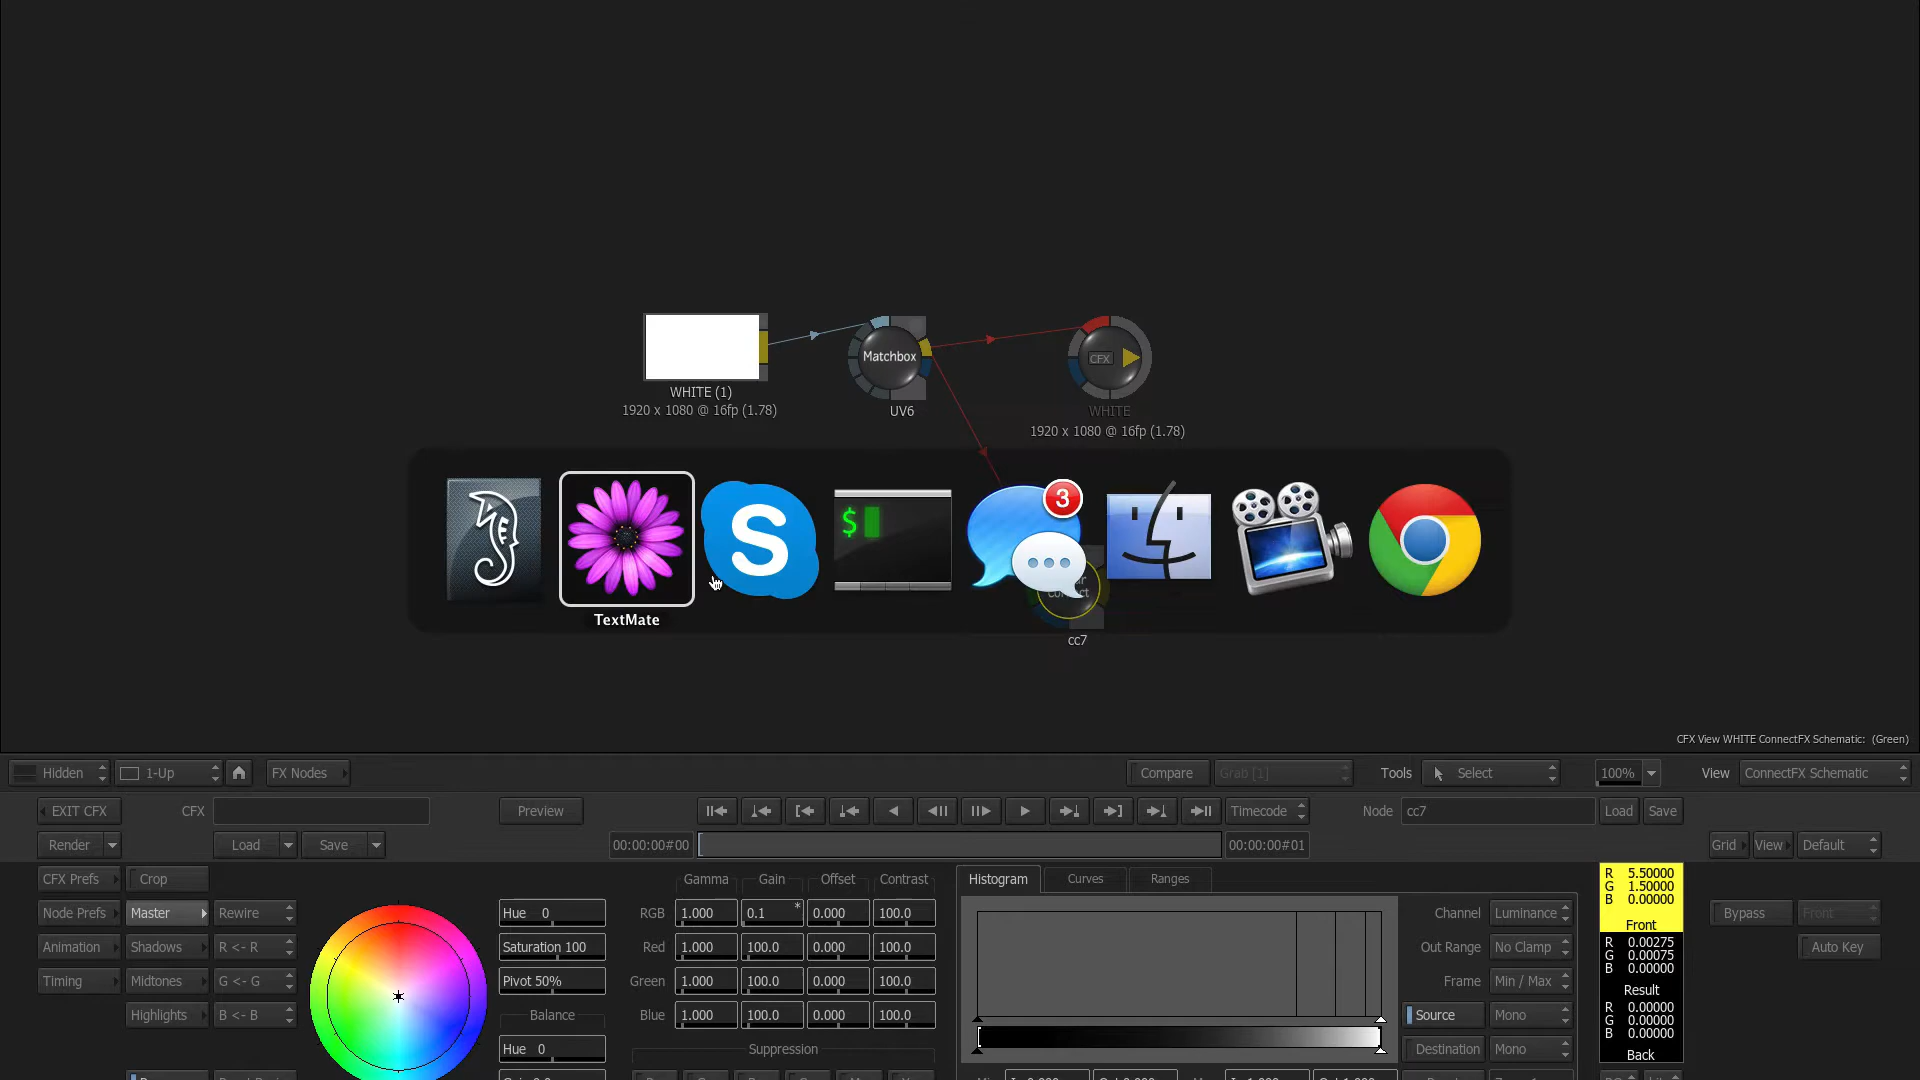 Matchbox
CFX
WHITE (1)
1920 x 1080 @ 16fp (1.78)
UV6
WHITE
1920 x 1080 @ 16fp (1.78)
S
$
3
TextMate
cc7
CFX View WHITE ConnectFX Schematic: (Green)
Hidden
1-Up
FX Nodes
Compare
Grab [1]
Tools
Select
100%
View
ConnectFX Schematic
EXIT CFX
CFX
Preview
Timecode
Node
cc7
Load
Save
Render
Load
Save
00:00:00#00
00:00:00#01
Grid
View
Default
CFX Prefs
Crop
Gamma
Gain
Offset
Contrast
Histogram
Curves
Ranges
R 5.50000
G 1.50000
B 0.00000
Front
Node Prefs
Master
Rewire
Hue 0
RGB
1.000
0.1
*
0.000
100.0
Channel
Luminance
Bypass
Front
Animation
Shadows
R <- R
Saturation 100
Red
1.000
100.0
0.000
100.0
Out Range
No Clamp
R 0.00275
G 0.00075
B 0.00000
Result
Auto Key
Timing
Midtones
G <- G
Pivot 50%
Green
1.000
100.0
0.000
100.0
Frame
Min / Max
Highlights
B <- B
Balance
Blue
1.000
100.0
0.000
100.0
Source
Mono
R 0.00000
G 0.00000
B 0.00000
Back
Hue 0
Suppression
Destination
Mono